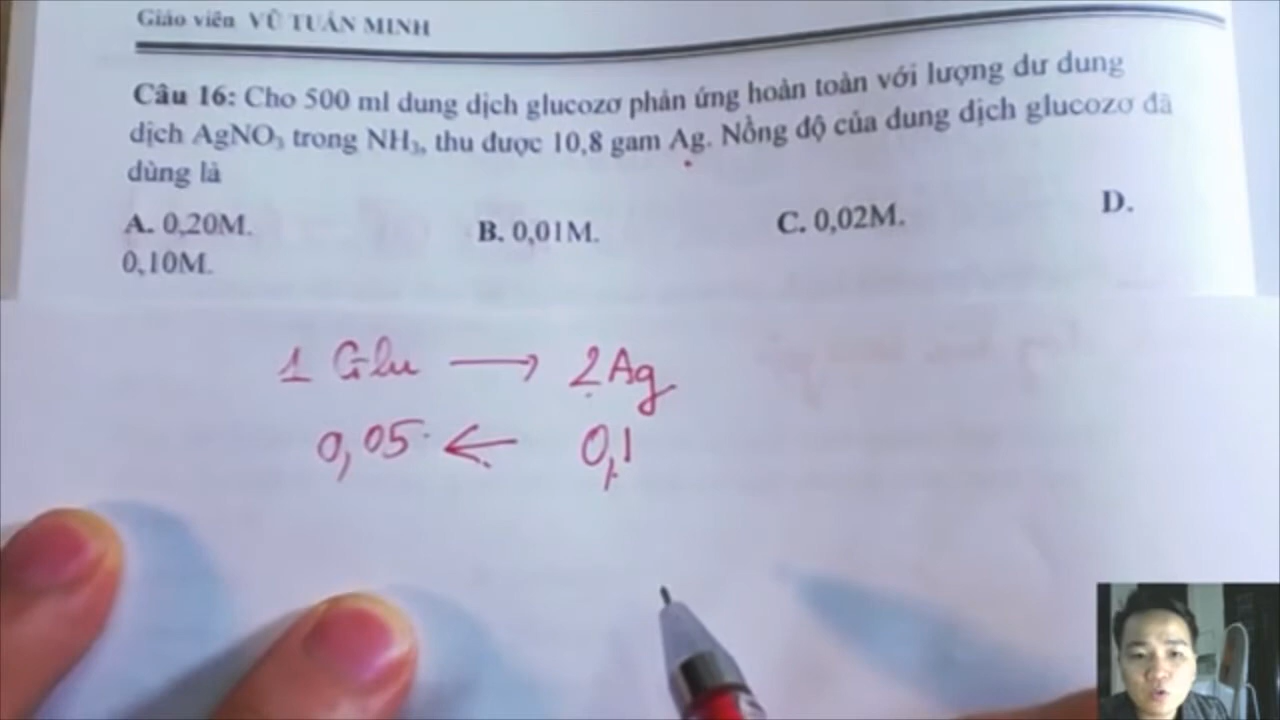 Giáo viên VŨ TUẤN MINH
Câu 16: Cho 500 ml dung dịch glucozơ phản ứng hoàn toàn với lượng dư dung
dịch AgNO₃ trong NH₃, thu được 10,8 gam Ag. Nồng độ của dung dịch glucozơ đã
dùng là
A. 0,20M. B. 0,01M. C. 0,02M. D.
0,10M.
1 Glu → 2Ag
0,05 ← 0,1